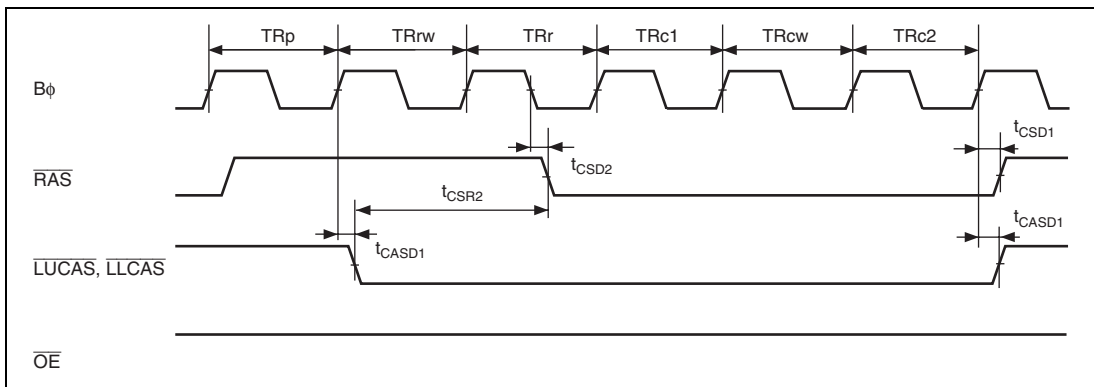 TRp TRrw TRr TRc1 TRcw TRc2
Bϕ
tCSD1
tCSD2
RAS
tCSR2
tCASD1
tCASD1
LUCAS, LLCAS
OE